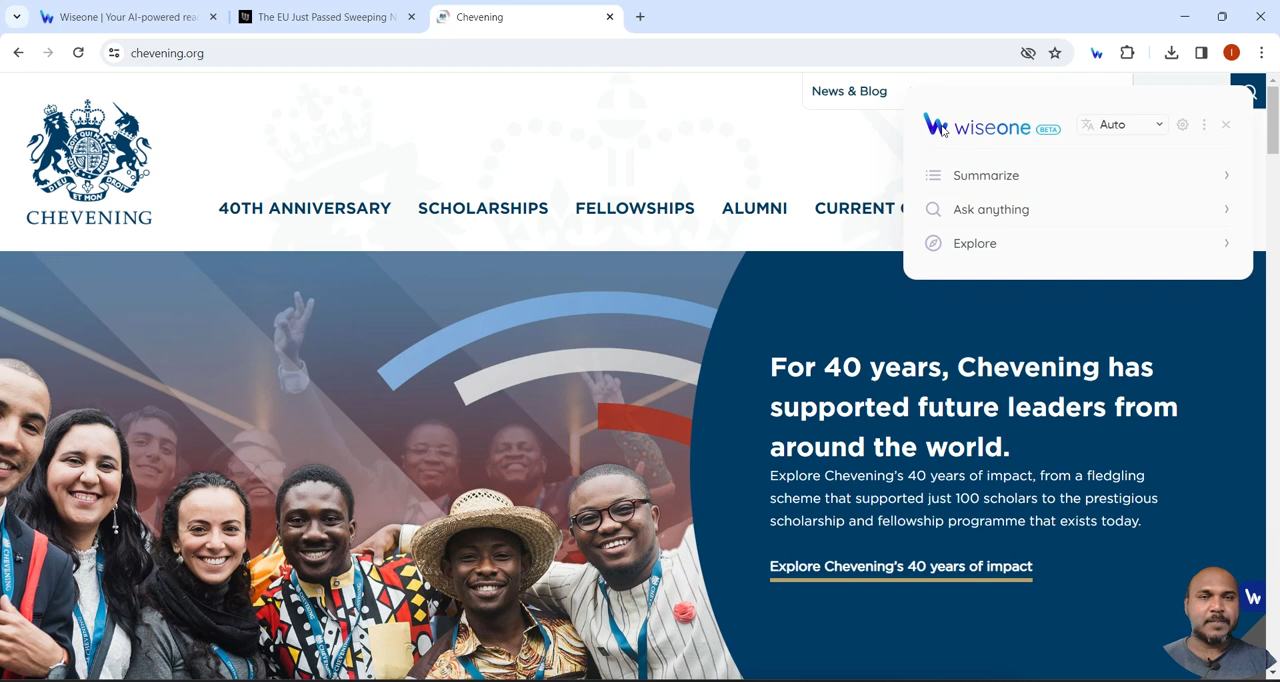 Wiseone | Your AI-powered rea
The EU Just Passed Sweeping N
Chevening
chevening.org
News & Blog
wiseone BETA
Auto
CHEVENING
40TH ANNIVERSARY
SCHOLARSHIPS
FELLOWSHIPS
ALUMNI
CURRENT
Summarize
Ask anything
Explore
For 40 years, Chevening has
supported future leaders from
around the world.
Explore Chevening's 40 years of impact, from a fledgling
scheme that supported just 100 scholars to the prestigious
scholarship and fellowship programme that exists today.
Explore Chevening's 40 years of impact